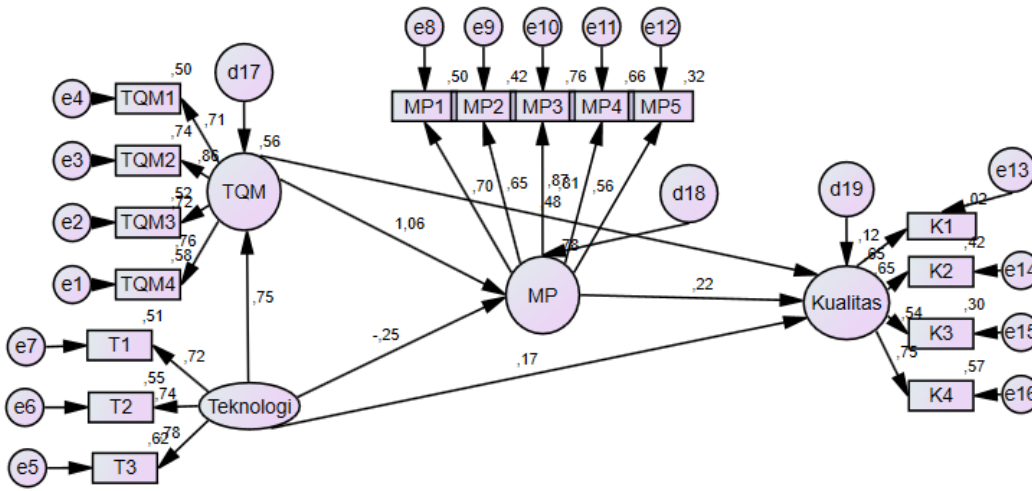 e8
e9
e10
e11
e12
,50
,42
,76
,66
,32
MP1
MP2
MP3
MP4
MP5
d17
e4
,50
TQM1
,71
e3
,74
TQM2
,86
e2
,52
TQM3
,72
e1
,76
,58
TQM4
TQM
,56
,70
,65
,87
,81
,56
,48
d18
d19
e13
,02
K1
,12
,65
e14
,42
K2
,65
e15
,30
K3
,54
e16
,57
K4
,75
1,06
,78
MP
,22
Kualitas
,75
-,25
,17
e7
,51
T1
,72
e6
,55
T2
,74
Teknologi
e5
,62
,78
T3